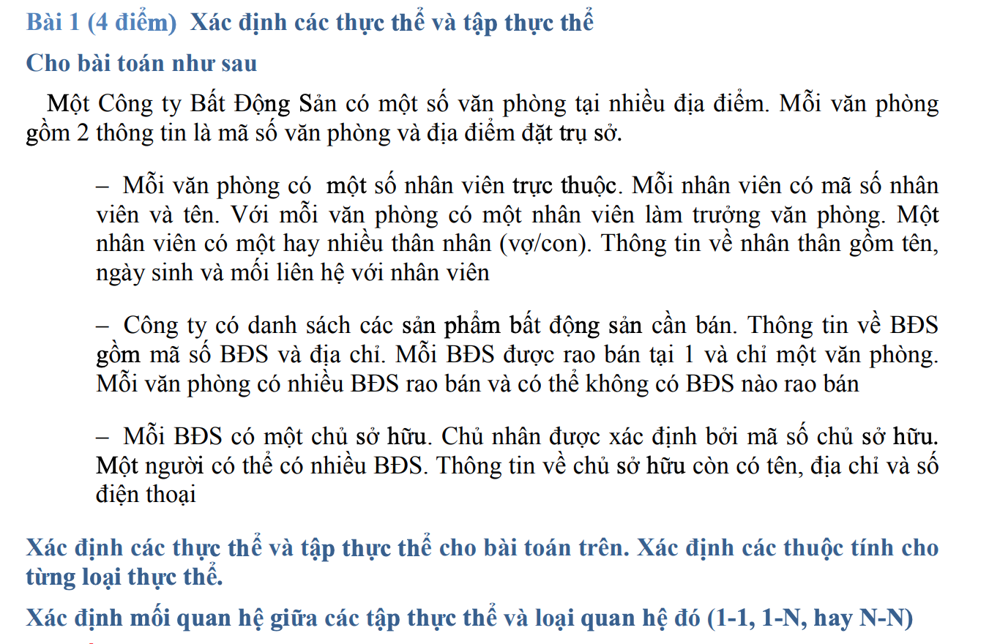 Bài 1 (4 điểm) Xác định các thực thể và tập thực thể
Cho bài toán như sau
Một Công ty Bất Động Sản có một số văn phòng tại nhiều địa điểm. Mỗi văn phòng
gồm 2 thông tin là mã số văn phòng và địa điểm đặt trụ sở.
– Mỗi văn phòng có một số nhân viên trực thuộc. Mỗi nhân viên có mã số nhân
viên và tên. Với mỗi văn phòng có một nhân viên làm trưởng văn phòng. Một
nhân viên có một hay nhiều thân nhân (vợ/con). Thông tin về nhân thân gồm tên,
ngày sinh và mối liên hệ với nhân viên
– Công ty có danh sách các sản phẩm bất động sản cần bán. Thông tin về BĐS
gồm mã số BĐS và địa chỉ. Mỗi BĐS được rao bán tại 1 và chỉ một văn phòng.
Mỗi văn phòng có nhiều BĐS rao bán và có thể không có BĐS nào rao bán
– Mỗi BĐS có một chủ sở hữu. Chủ nhân được xác định bởi mã số chủ sở hữu.
Một người có thể có nhiều BĐS. Thông tin về chủ sở hữu còn có tên, địa chỉ và số
điện thoại
Xác định các thực thể và tập thực thể cho bài toán trên. Xác định các thuộc tính cho
từng loại thực thể.
Xác định mối quan hệ giữa các tập thực thể và loại quan hệ đó (1-1, 1-N, hay N-N)